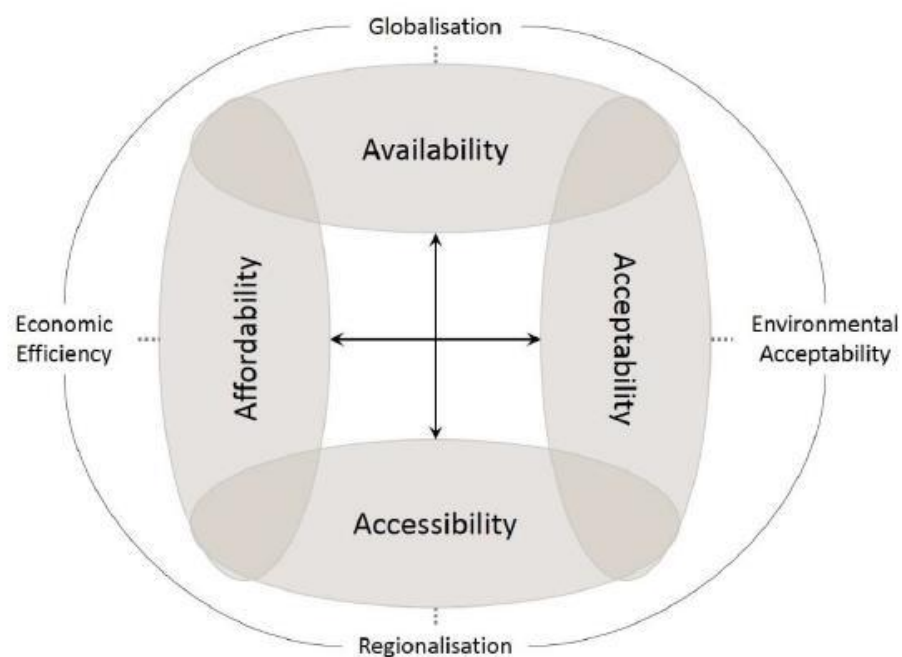 Globalisation
Availability
Economic
Efficiency
Affordability
Acceptability
Environmental
Acceptability
Accessibility
Regionalisation